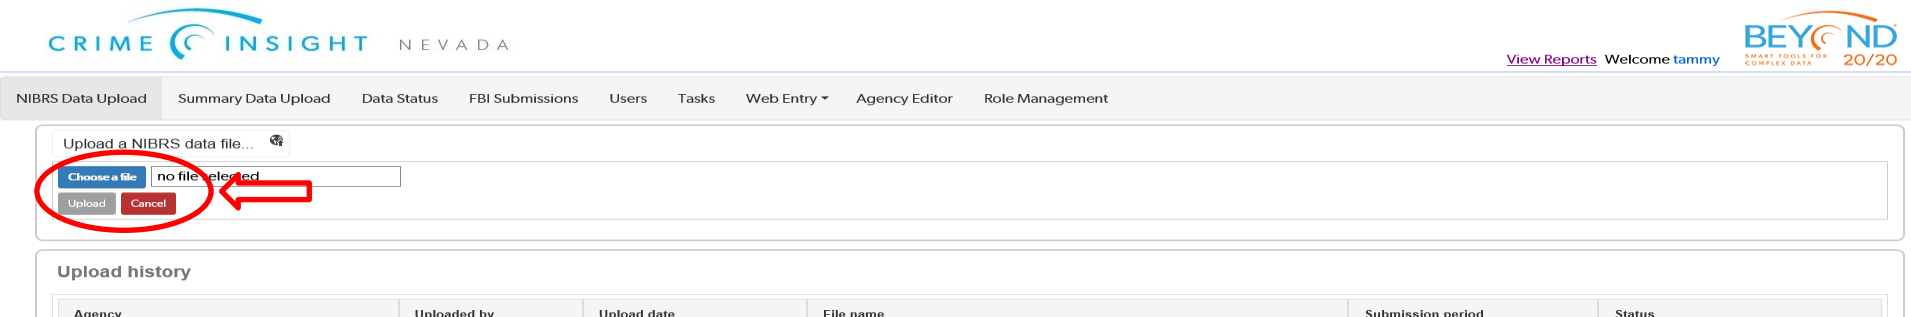 CRIME INSIGHT NEVADA
BEYOND
SMART TOOLS FOR
COMPLEX DATA 20/20
View Reports Welcome tammy
NIBRS Data Upload Summary Data Upload Data Status FBI Submissions Users Tasks Web Entry Agency Editor Role Management
Upload a NIBRS data file...
Choose a file no file selected
Upload Cancel
Upload history
Agency Uploaded by Upload date File name Submission period Status